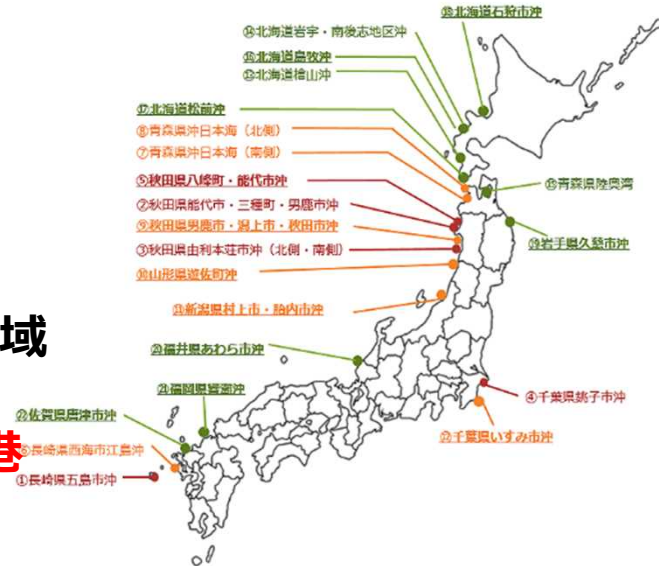 北海道石狩市沖
⑭北海道岩宇・南後志地区沖
北海道島牧沖
⑬北海道檜山沖
⑰北海道松前沖
⑧青森県沖日本海（北側）
⑦青森県沖日本海（南側）
⑤秋田県八峰町・能代市沖
⑮青森県陸奥湾
②秋田県能代市・三種町・男鹿市沖
⑨秋田県男鹿市・潟上市・秋田市沖
⑲岩手県久慈市沖
③秋田県由利本荘市沖（北側・南側）
⑩山形県遊佐町沖
新潟県村上市・胎内市沖
域
⑳福井県あわら市沖
福岡県響灘沖
④千葉県銚子市沖
佐賀県唐津市沖
千葉県いすみ市沖
港
⑥長崎県西海市江島沖
①長崎県五島市沖